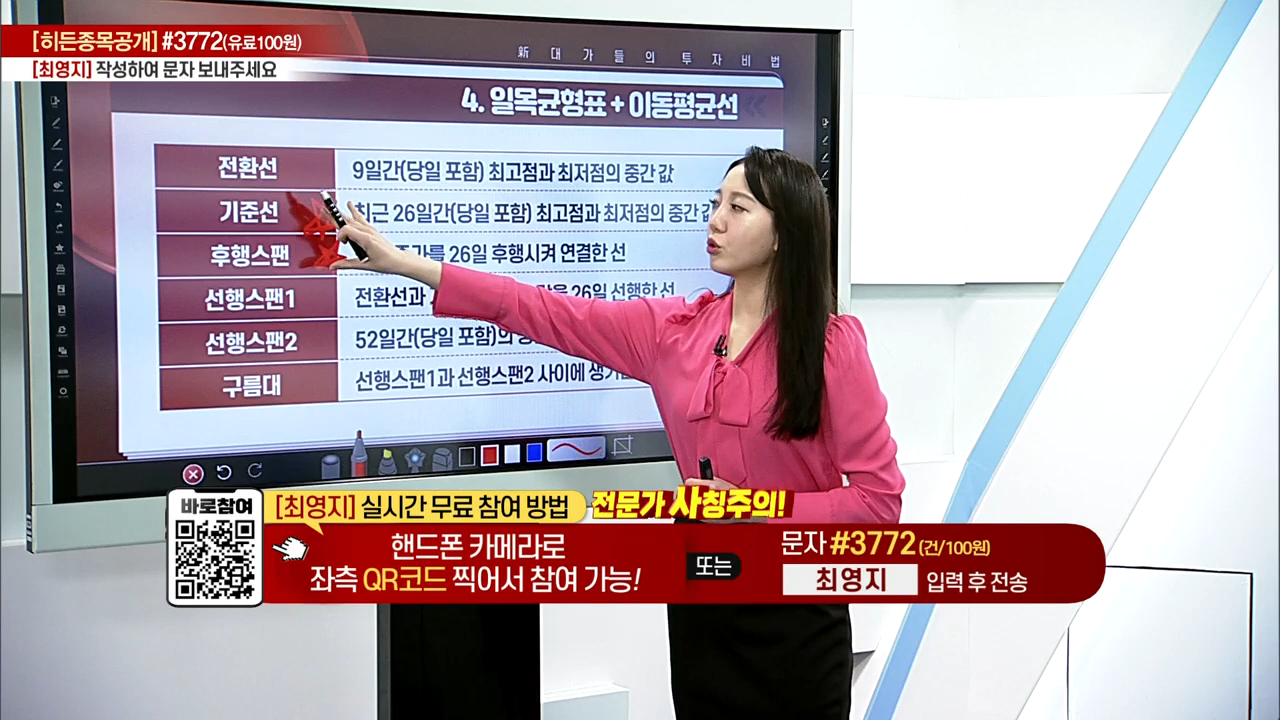 [히든종목공개] #3772(유료100원)
[최영지] 작성하여 문자 보내주세요
新 대가들의 투자비법
4. 일목균형표 + 이동평균선
전환선 9일간(당일 포함) 최고점과 최저점의 중간 값
기준선 최근 26일간(당일 포함) 최고점과 최저점의 중간 값
후행스팬 26일 후행시켜 연결한 선
선행스팬1 전환선과 26일 선행한 선
선행스팬2 52일간(당일 포함)의
구름대 선행스팬1과 선행스팬2 사이에
바로참여
[최영지] 실시간 무료 참여 방법 전문가 사칭주의!
핸드폰 카메라로
좌측 QR코드 찍어서 참여 가능!
또는
문자 #3772 (건/100원)
최영지 입력 후 전송